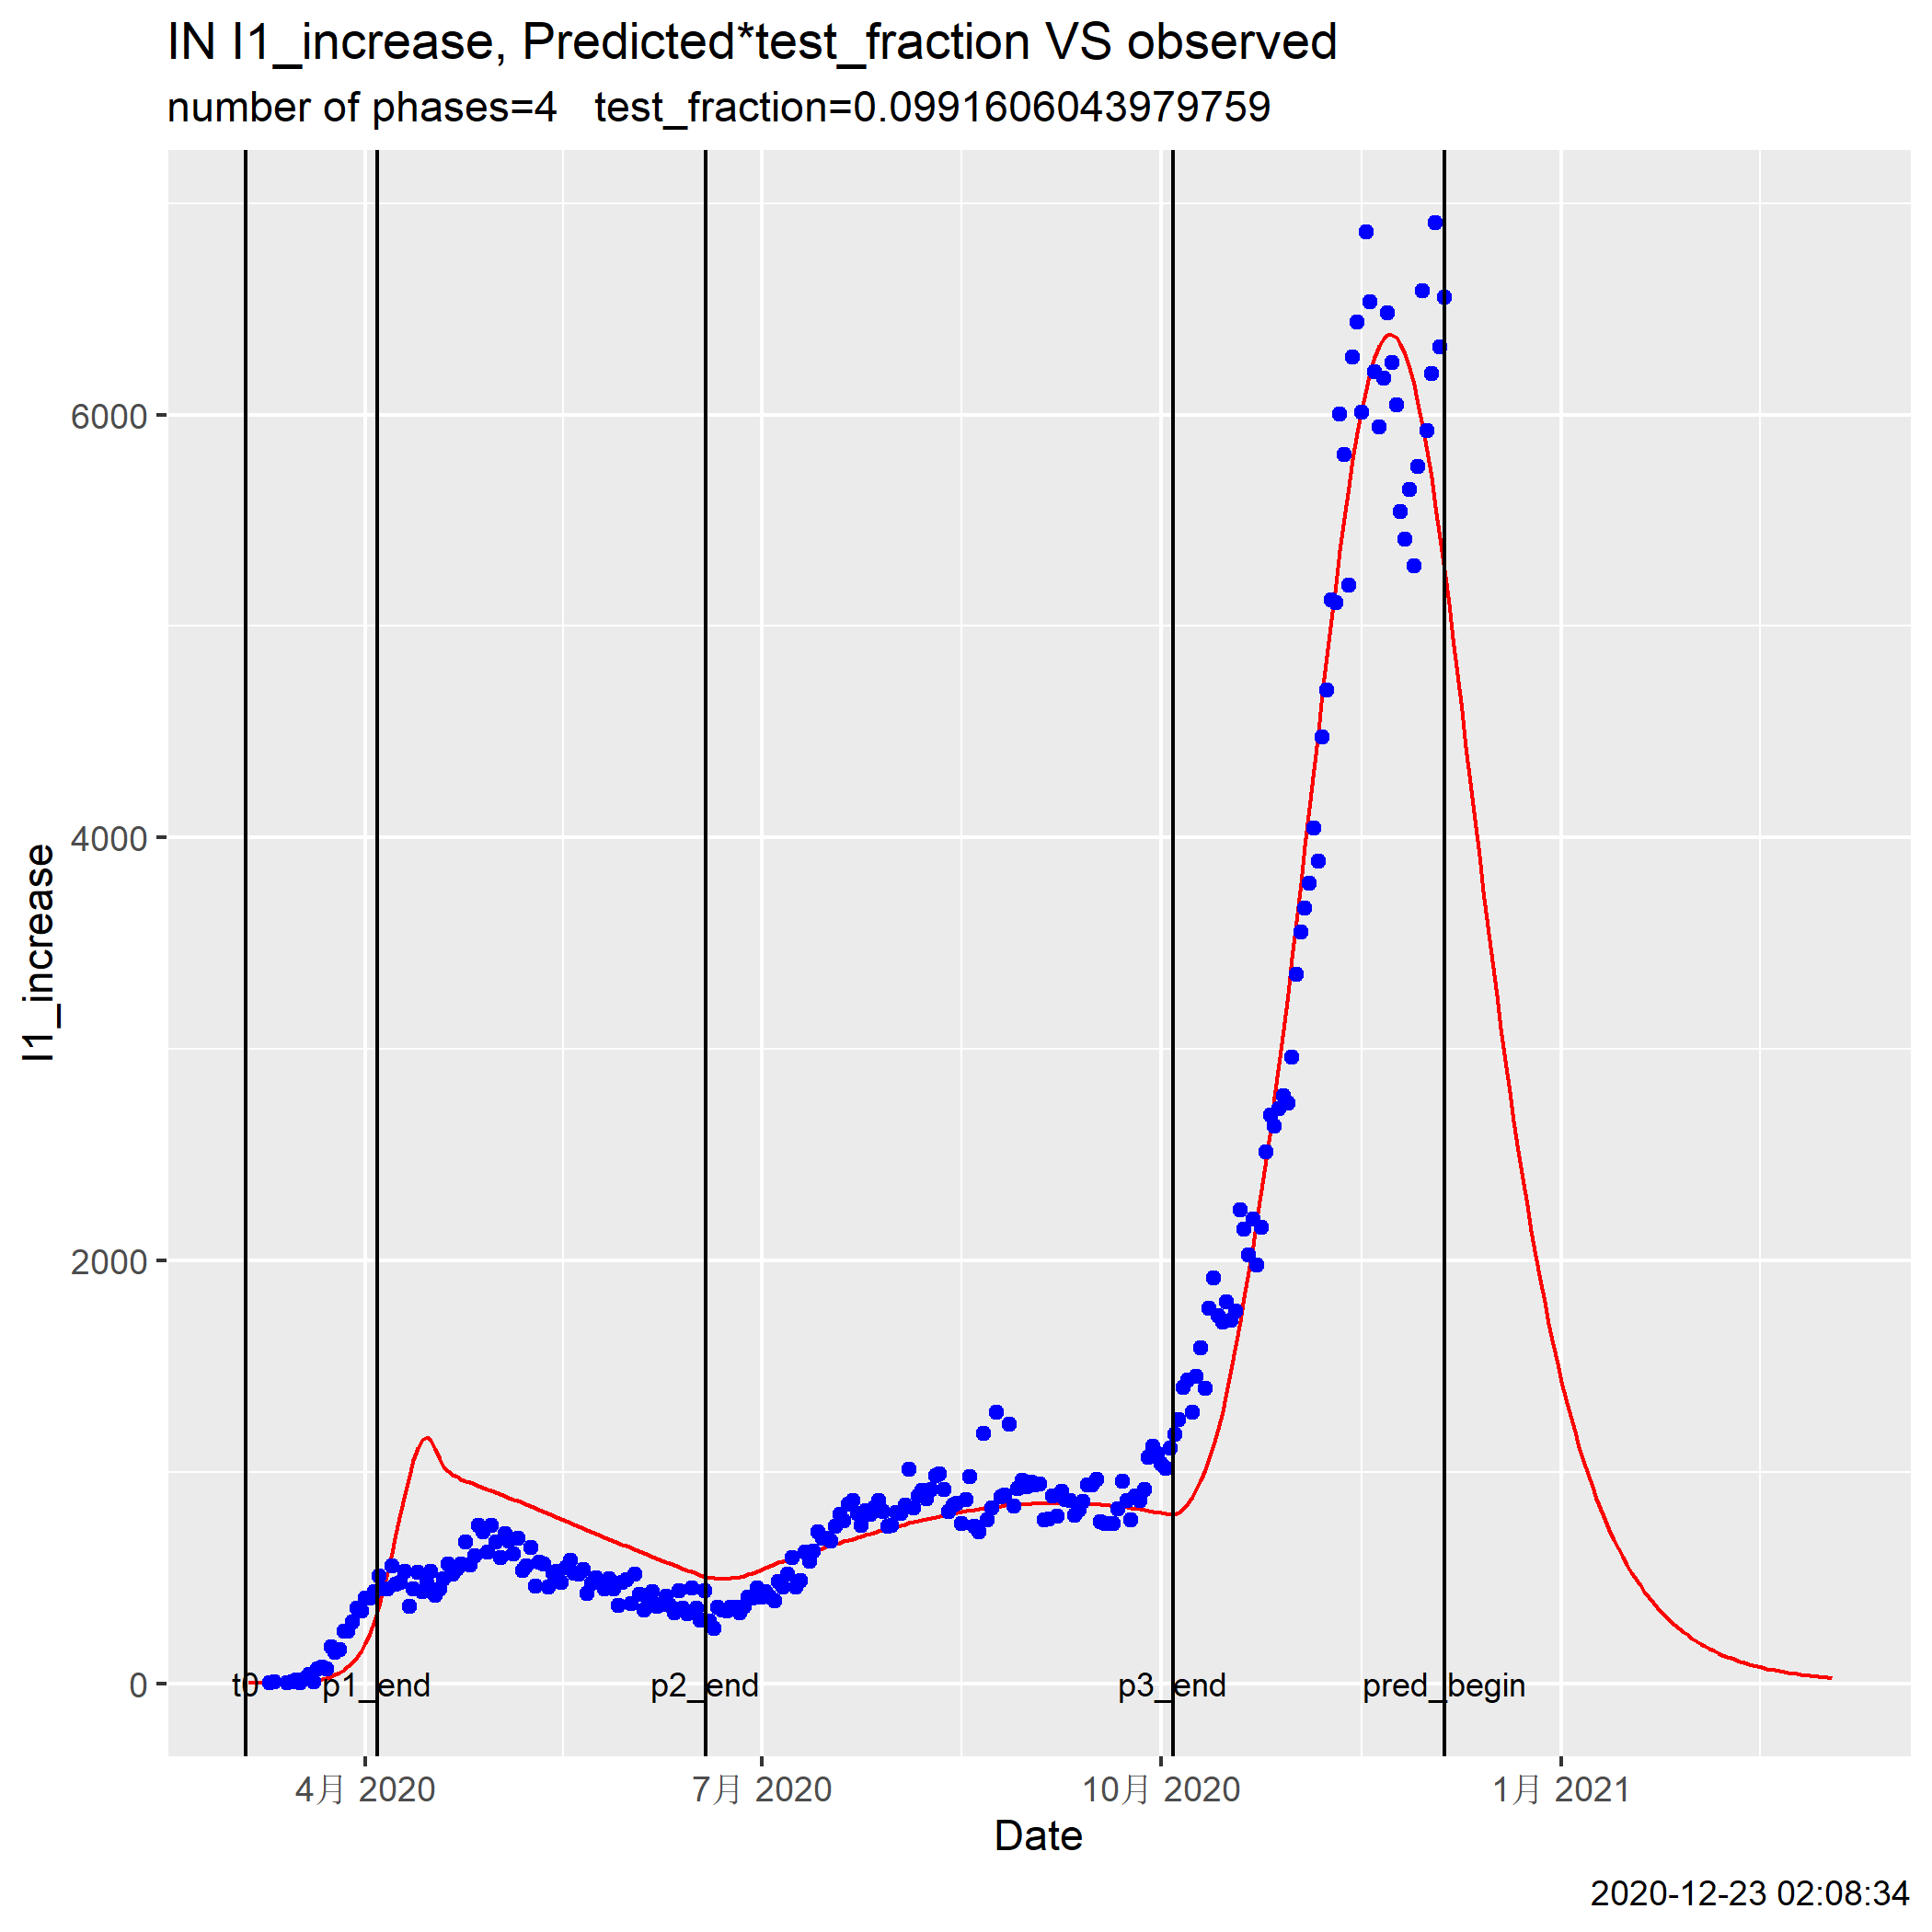 IN I1_increase, Predicted*test_fraction VS observed
number of phases=4 test_fraction=0.0991606043979759
6000
4000
2000
0
I1_increase
t0 p1_end p2_end p3_end pred_begin
4月 2020 7月 2020 10月 2020 1月 2021
Date
2020-12-23 02:08:34